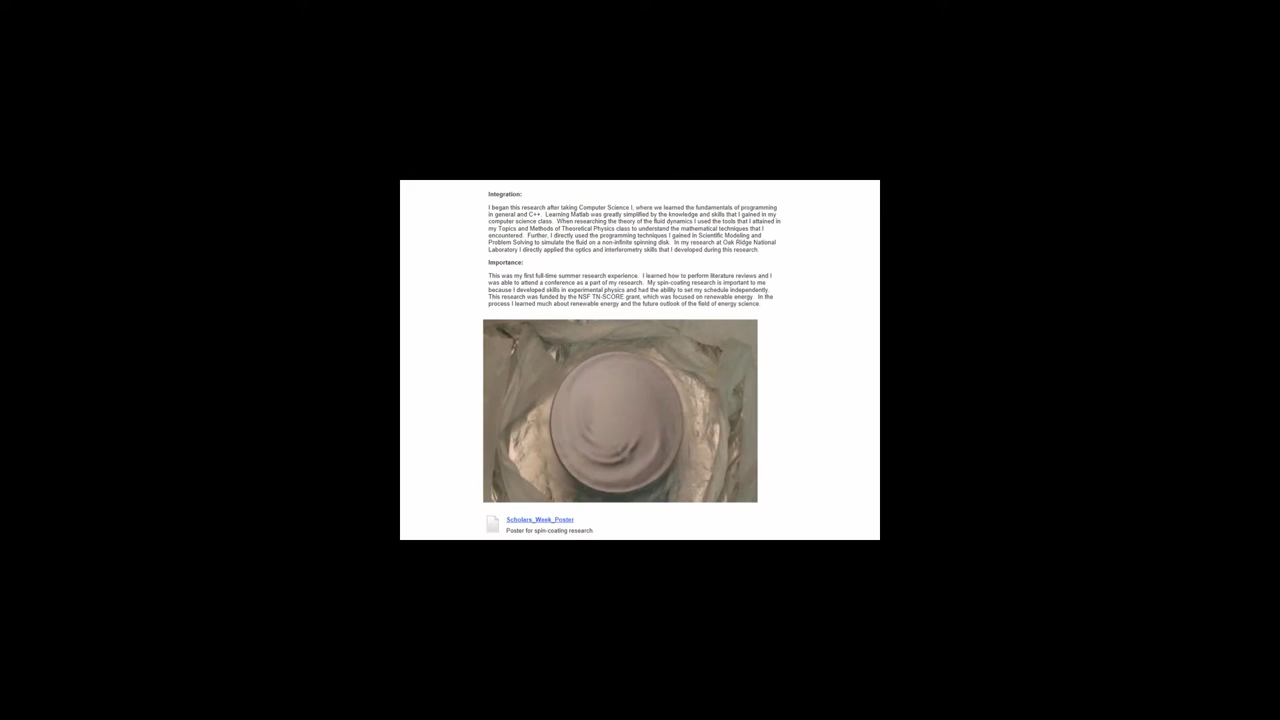 Integration:
I began this research after taking Computer Science I, where we learned the fundamentals of programming
in general and C++.  Learning Matlab was greatly simplified by the knowledge and skills that I gained in my
computer science class.  When researching the theory of the fluid dynamics I used the tools that I attained in
my Topics and Methods of Theoretical Physics class to understand the mathematical techniques that I
encountered.  Further, I directly used the programming techniques I gained in Scientific Modeling and
Problem Solving to simulate the fluid on a non-infinite spinning disk.  In my research at Oak Ridge National
Laboratory I directly applied the optics and interferometry skills that I developed during this research.
Importance:
This was my first full-time summer research experience.  I learned how to perform literature reviews and I
was able to attend a conference as a part of my research.  My spin-coating research is important to me
because I developed skills in experimental physics and had the ability to set my schedule independently.
This research was funded by the NSF TN-SCORE grant, which was focused on renewable energy.  In the
process I learned much about renewable energy and the future outlook of the field of energy science.
Scholars_Week_Poster
Poster for spin-coating research.